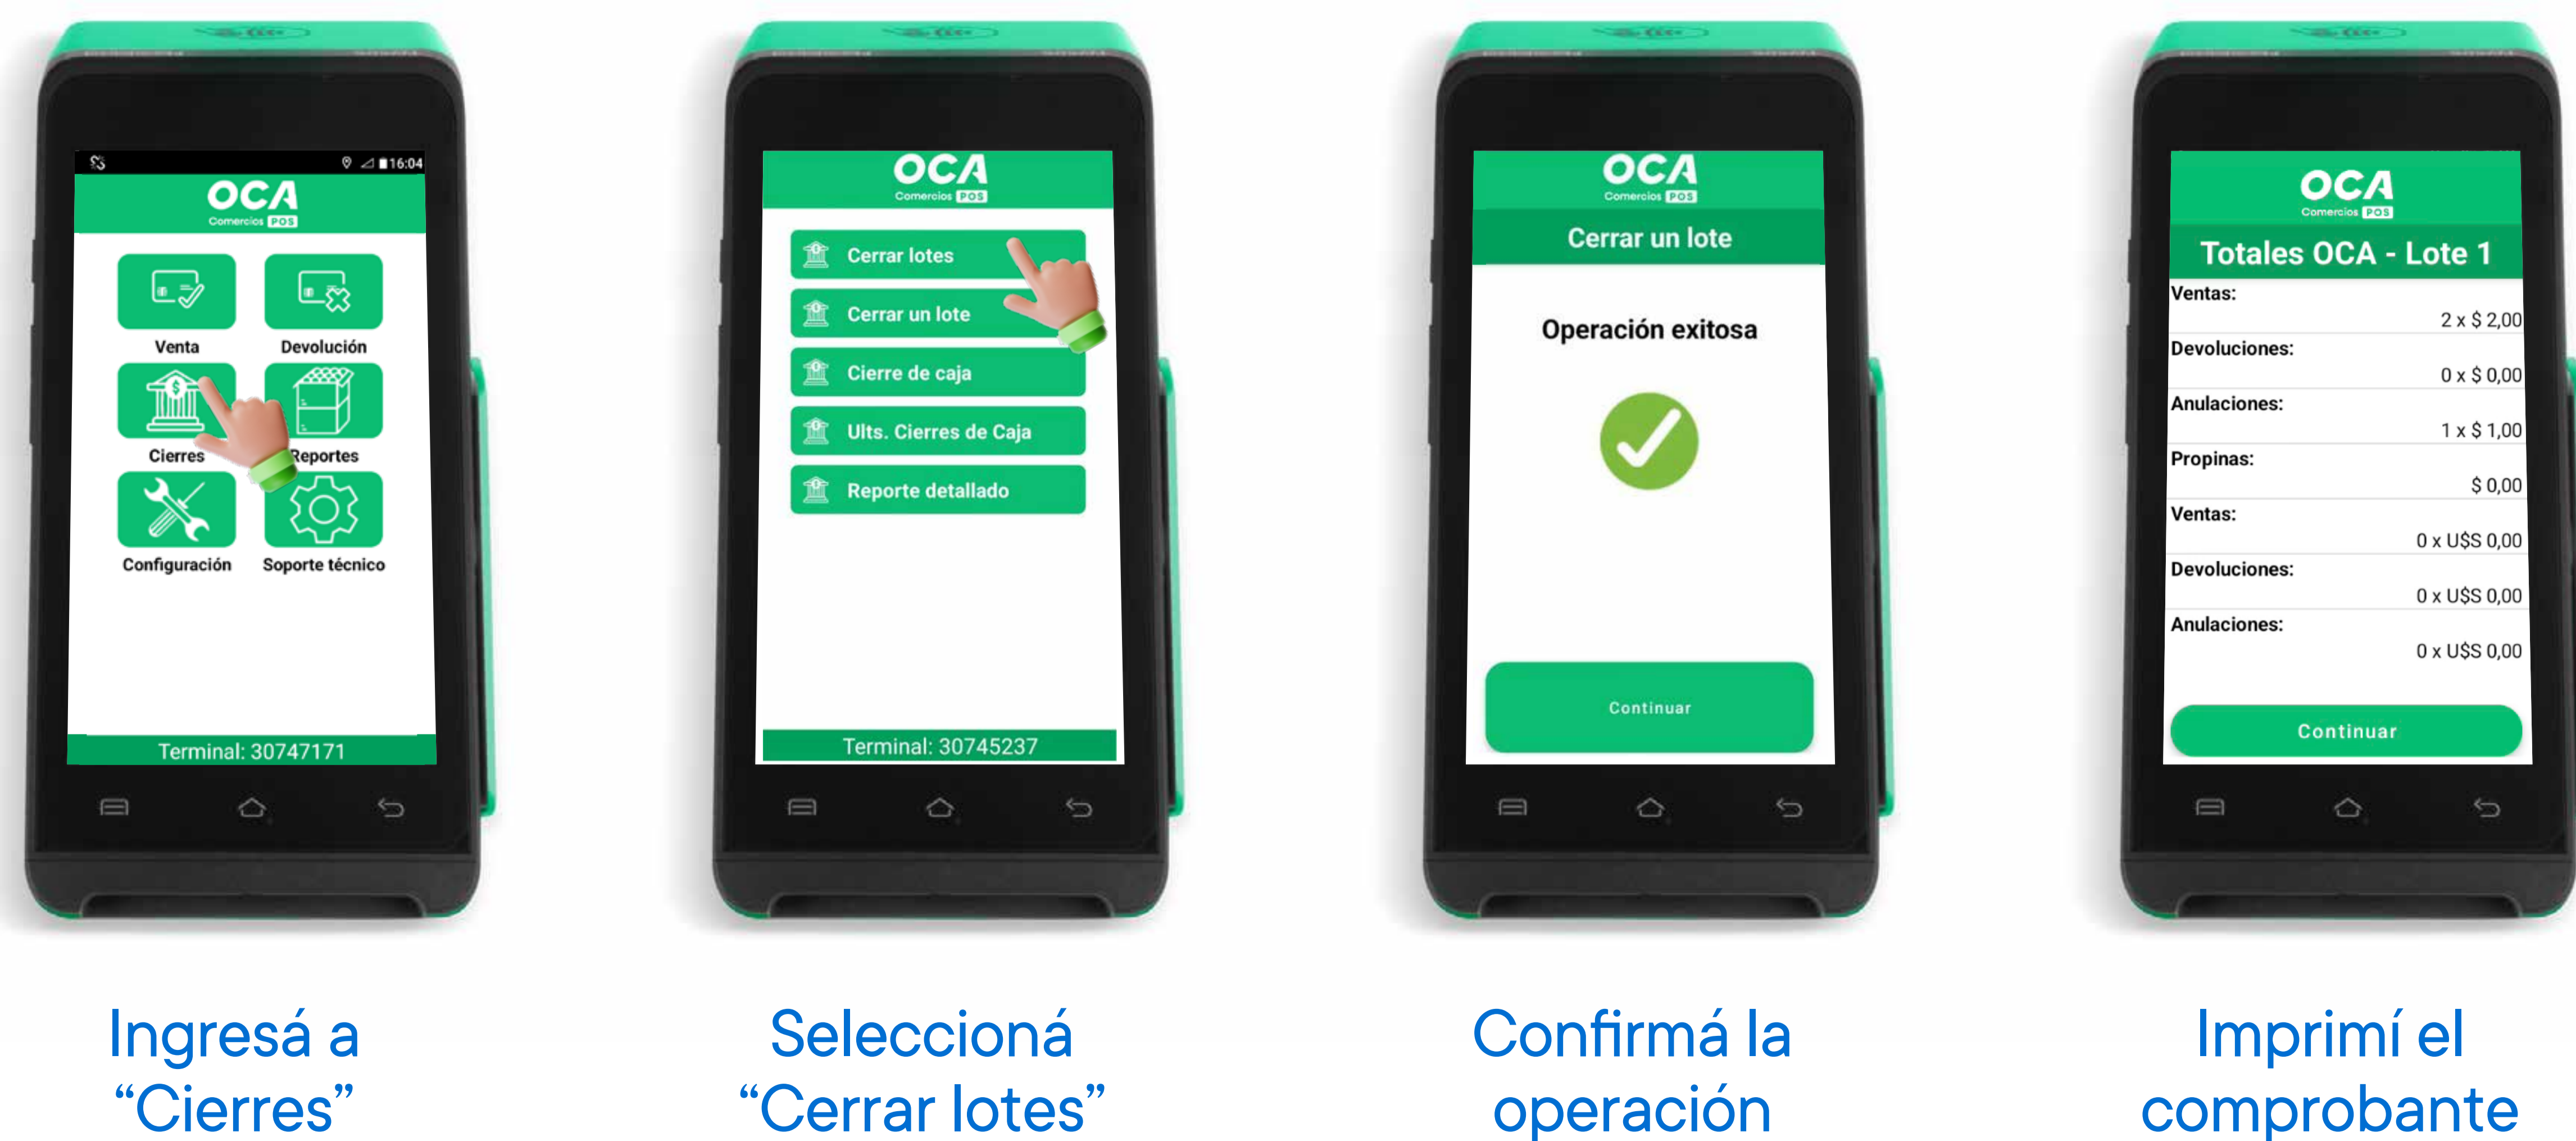 16:04
OCA
Comercios POS
Venta
Devolución
Cierres
Reportes
Configuración
Soporte técnico
Terminal: 30747171
Ingresá a
“Cierres”
OCA
Comercios POS
Cerrar lotes
Cerrar un lote
Cierre de caja
Ults. Cierres de Caja
Reporte detallado
Terminal: 30745237
Seleccioná
“Cerrar lotes”
OCA
Comercios POS
Cerrar un lote
Operación exitosa
Continuar
Confirmá la
operación
OCA
Comercios POS
Totales OCA - Lote 1
Ventas:
2 x $ 2,00
Devoluciones:
0 x $ 0,00
Anulaciones:
1 x $ 1,00
Propinas:
$ 0,00
Ventas:
0 x U$S 0,00
Devoluciones:
0 x U$S 0,00
Anulaciones:
0 x U$S 0,00
Continuar
Imprimí el
comprobante